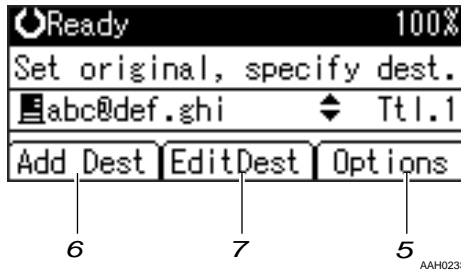 Ready 100%
Set original, specify dest.
abc@def.ghi Ttl.1
Add Dest EditDest Options
6 7 5
AAH023